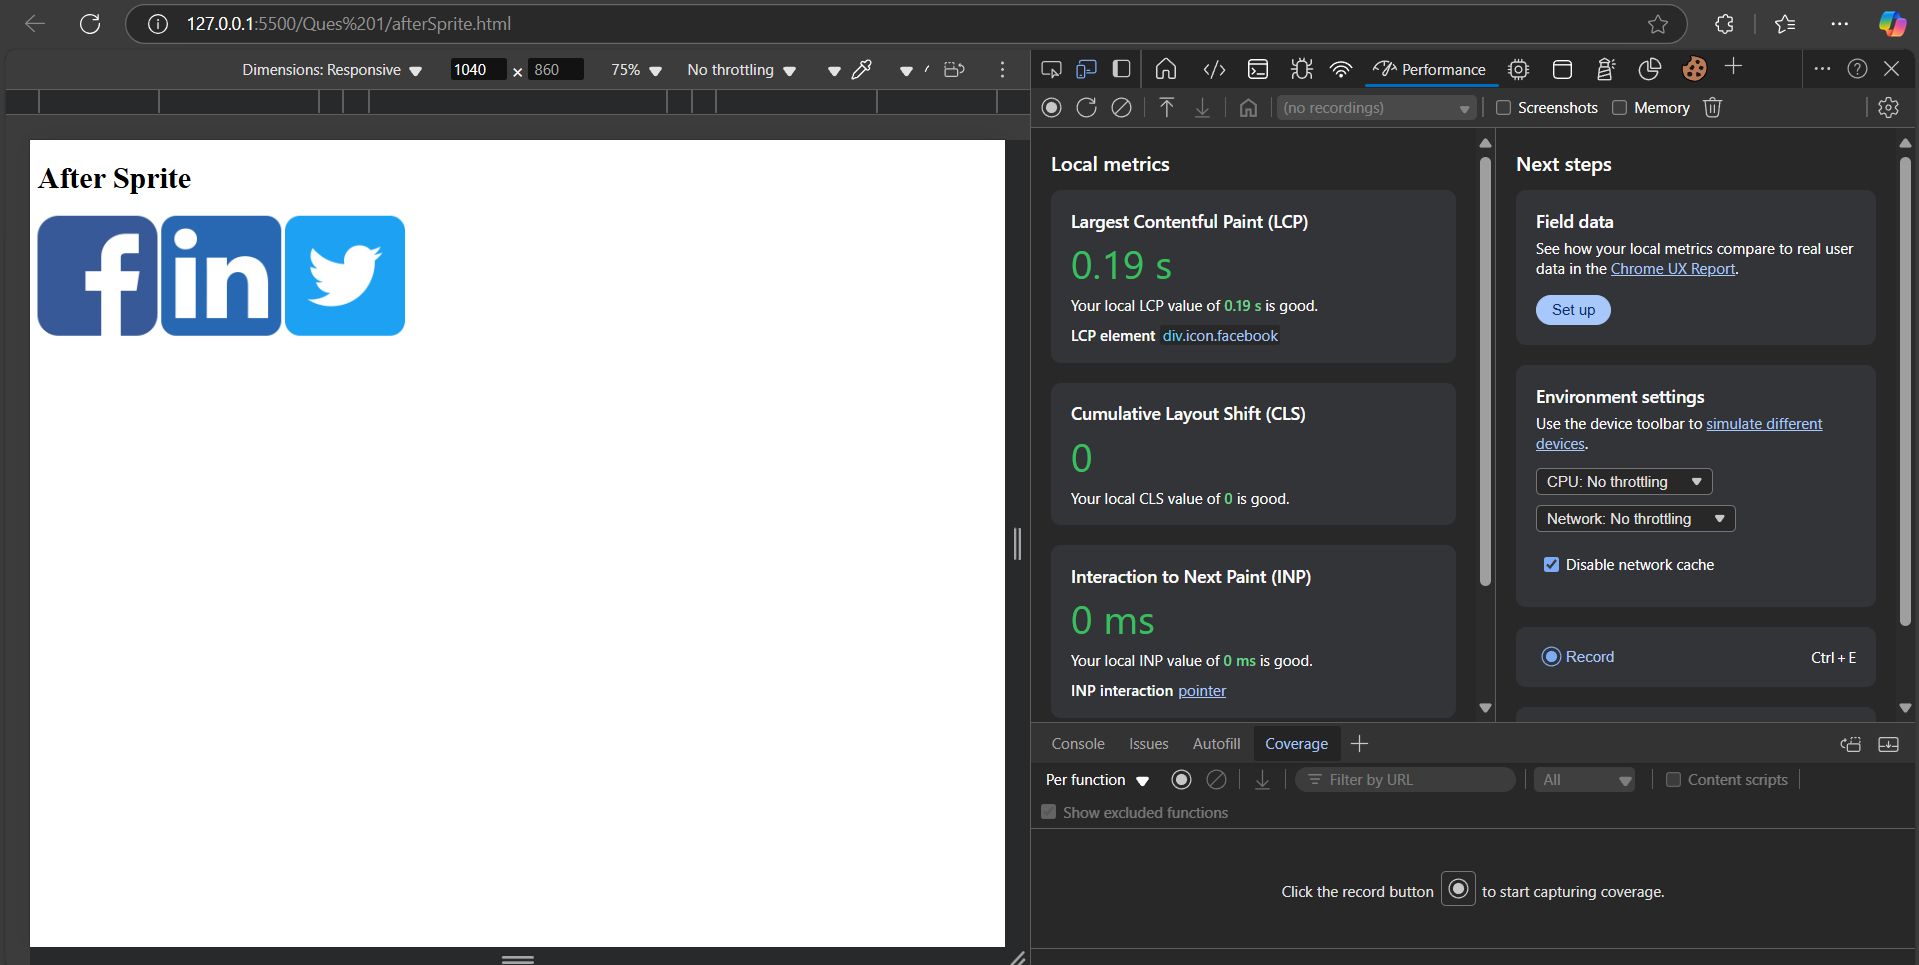 127.0.0.1:5500/Ques%201/afterSprite.html
Dimensions: Responsive 1040 × 860 75% No throttling
Performance
(no recordings) Screenshots Memory
After Sprite
f in
Local metrics
Largest Contentful Paint (LCP)
0.19 s
Your local LCP value of 0.19 s is good.
LCP element div.icon.facebook
Cumulative Layout Shift (CLS)
0
Your local CLS value of 0 is good.
Interaction to Next Paint (INP)
0 ms
Your local INP value of 0 ms is good.
INP interaction pointer
Next steps
Field data
See how your local metrics compare to real user
data in the Chrome UX Report.
Set up
Environment settings
Use the device toolbar to simulate different
devices.
CPU: No throttling
Network: No throttling
Disable network cache
Record Ctrl + E
Console Issues Autofill Coverage
Per function Filter by URL All Content scripts
Show excluded functions
Click the record button to start capturing coverage.